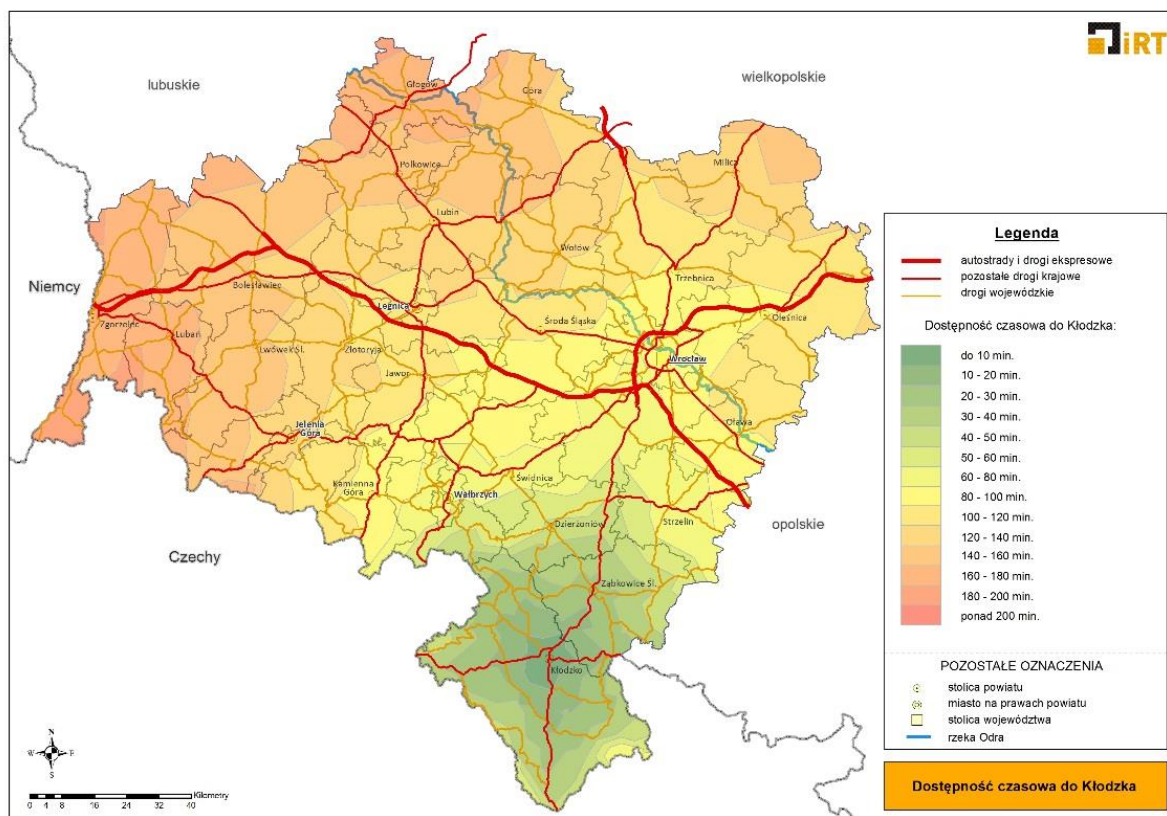 iRT
lubuskie
wielkopolskie
Głogów
Góra
Polkowice
Milicz
Lubin
Wołów
Trzebnica
Niemcy
Bolesławiec
Legnica
Zgorzelec
Lubań
Środa Śląska
Oleśnica
Lwówek Śl.
Złotoryja
Wrocław
Jawor
Jelenia
Góra
Oława
Kamienna
Góra
Świdnica
Wałbrzych
Dzierżoniów
Strzelin
opolskie
Czechy
Ząbkowice Śl.
Kłodzko
N
W
E
S
0 4 8 16 24 32 40
Kilometry
Legenda
autostrady i drogi ekspresowe
pozostałe drogi krajowe
drogi wojewódzkie
Dostępność czasowa do Kłodzka:
do 10 min.
10 - 20 min.
20 - 30 min.
30 - 40 min.
40 - 50 min.
50 - 60 min.
60 - 80 min.
80 - 100 min.
100 - 120 min.
120 - 140 min.
140 - 160 min.
160 - 180 min.
180 - 200 min.
ponad 200 min.
POZOSTAŁE OZNACZENIA
stolica powiatu
miasto na prawach powiatu
stolica województwa
rzeka Odra
Dostępność czasowa do Kłodzka